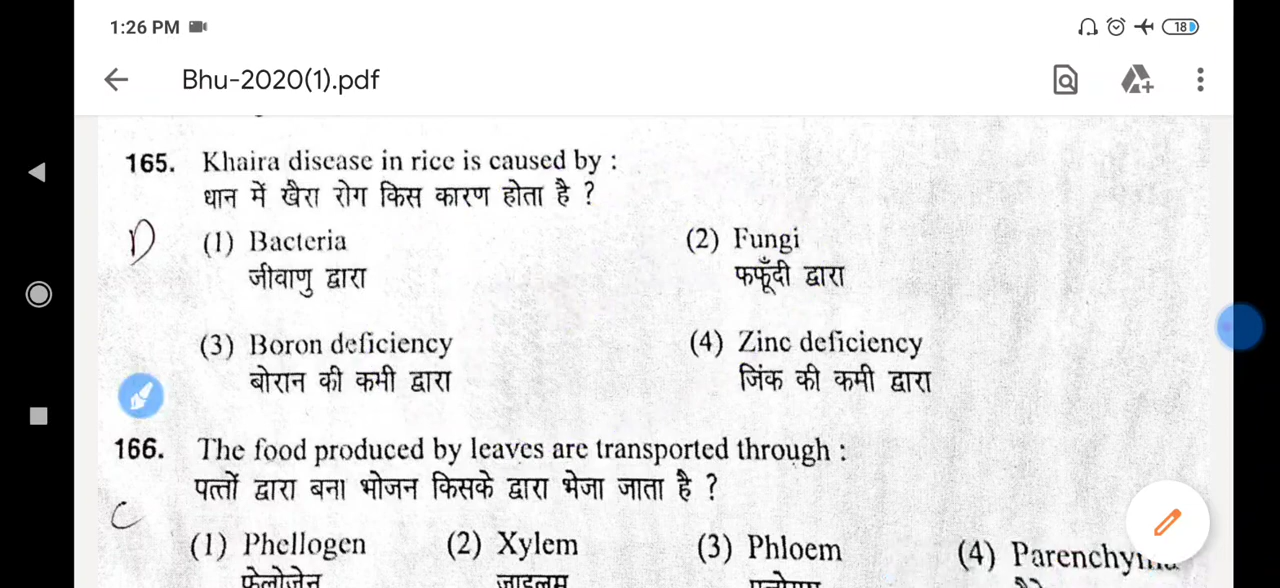 1:26 PM
18
Bhu-2020(1).pdf
165. Khaira disease in rice is caused by :
धान में खैरा रोग किस कारण होता है ?
D
(1) Bacteria (2) Fungi
जीवाणु द्वारा फफूँदी द्वारा
(3) Boron deficiency (4) Zinc deficiency
बोरान की कमी द्वारा जिंक की कमी द्वारा
166. The food produced by leaves are transported through :
पत्तों द्वारा बना भोजन किसके द्वारा भेजा जाता है ?
C
(1) Phellogen (2) Xylem (3) Phloem (4)
फेलोजेन जाइलम